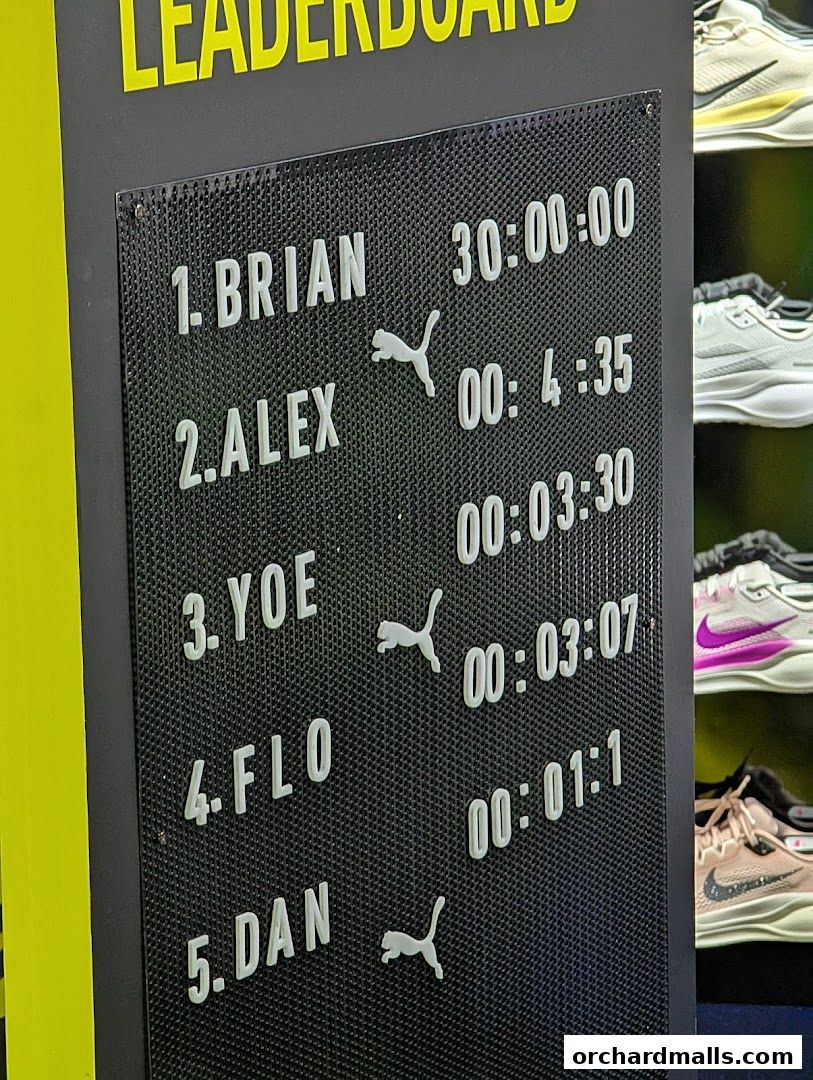 LEADERBOARD
1. BRIAN 30:00:00
2. ALEX 00: 4 :35
3. YOE 00:03:30
4. FLO 00:03:07
5. DAN 00:01:1
orchardmalls.com